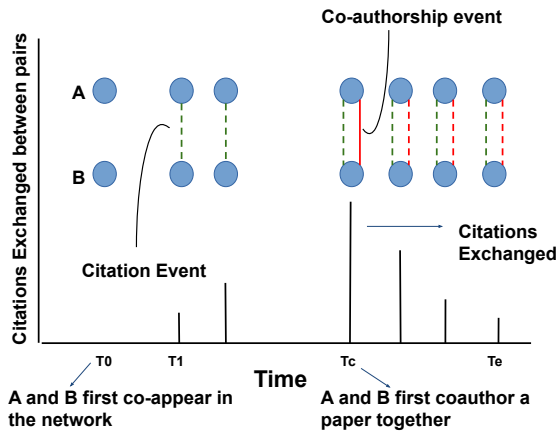 Co-authorship event
A
B
Citations Exchanged between pairs
Citation Event
Citations
Exchanged
T0
T1
Tc
Te
Time
A and B first co-appear in
the network
A and B first coauthor a
paper together